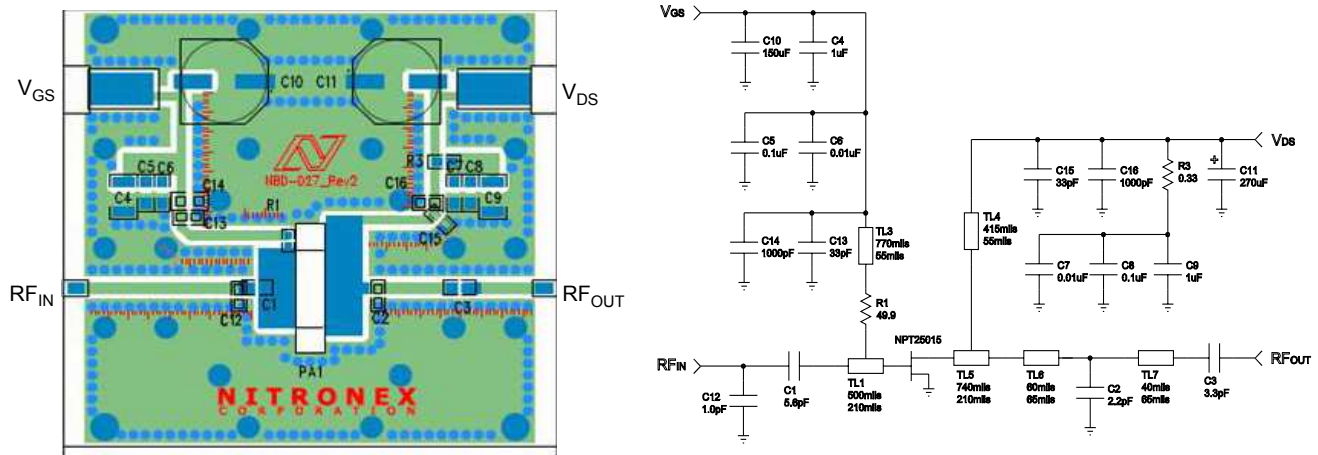 VGS
VDS
C10
C11
R3
NBD-027_Rev2
C5
C6
C4
C14
C13
R1
C16
C7
C8
C9
C15
RFIN
RFOUT
C1
C12
C2
C3
PA1
NITRONEX
CORPORATION
VGS
C10
150uF
C4
1uF
C5
0.1uF
C6
0.01uF
C14
1000pF
C13
33pF
TL3
770mils
55mils
R1
49.9
NPT25015
RFIN
C12
1.0pF
C1
5.6pF
TL1
500mils
210mils
VDS
C15
33pF
C16
1000pF
R3
0.33
+
C11
270uF
TL4
415mils
55mils
C7
0.01uF
C8
0.1uF
C9
1uF
TL5
740mils
210mils
TL6
60mils
65mils
C2
2.2pF
TL7
40mils
65mils
C3
3.3pF
RFOUT